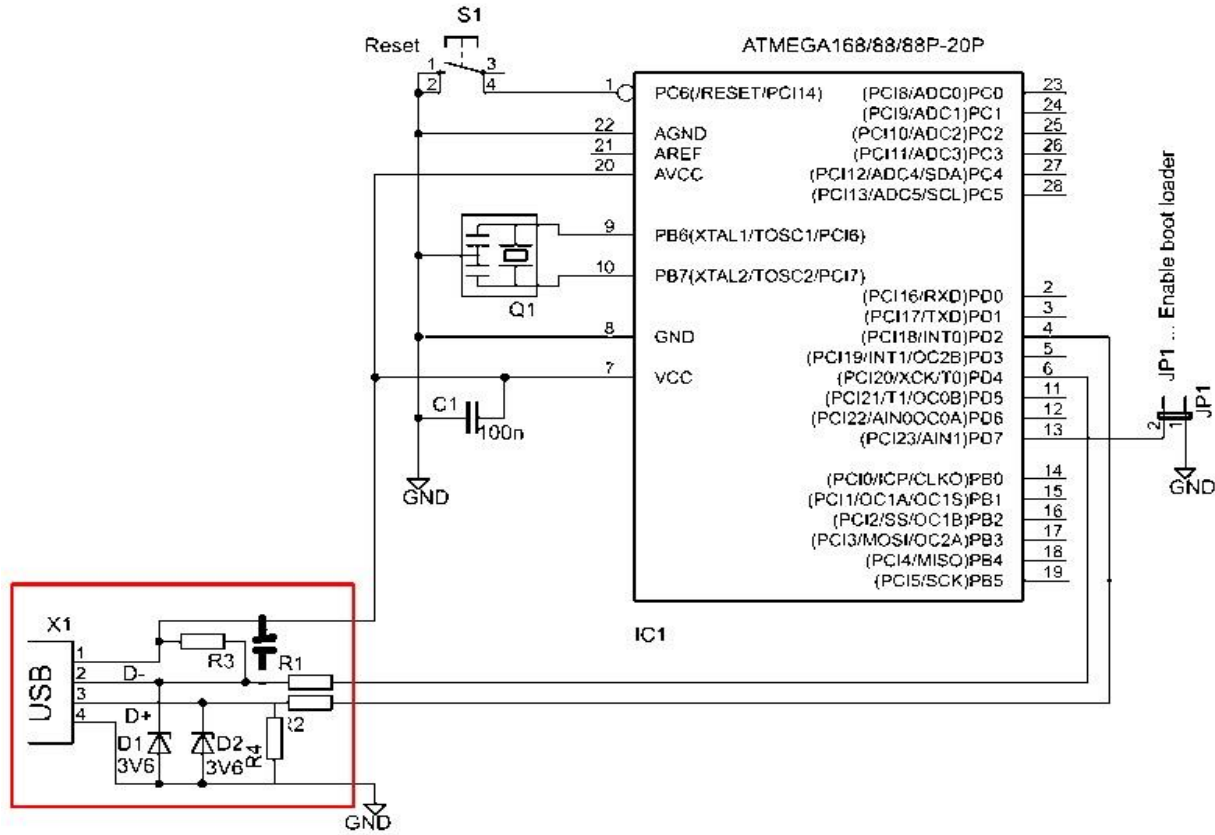 S1
Reset
1 3
2 4
ATMEGA168/88/88P-20P
1 PC6(/RESET/PCI14)
22 AGND
21 AREF
20 AVCC
9 PB6(XTAL1/TOSC1/PCI6)
10 PB7(XTAL2/TOSC2/PCI7)
Q1
8 GND
7 VCC
C1
100n
GND
(PCI8/ADC0)PC0 23
(PCI9/ADC1)PC1 24
(PCI10/ADC2)PC2 25
(PCI11/ADC3)PC3 26
(PCI12/ADC4/SDA)PC4 27
(PCI13/ADC5/SCL)PC5 28
(PCI16/RXD)PD0 2
(PCI17/TXD)PD1 3
(PCI18/INT0)PD2 4
(PCI19/INT1/OC2B)PD3 5
(PCI20/XCK/T0)PD4 6
(PCI21/T1/OC0B)PD5 11
(PCI22/AIN0OC0A)PD6 12
(PCI23/AIN1)PD7 13
(PCI0/ICP/CLKO)PB0 14
(PCI1/OC1A/OC1S)PB1 15
(PCI2/SS/OC1B)PB2 16
(PCI3/MOSI/OC2A)PB3 17
(PCI4/MISO)PB4 18
(PCI5/SCK)PB5 19
IC1
JP1 ... Enable boot loader
2
1
JP1
GND
X1
USB
1
2 D-
3
4 D+
R3
R1
R2
R4
D1
3V6
D2
3V6
GND